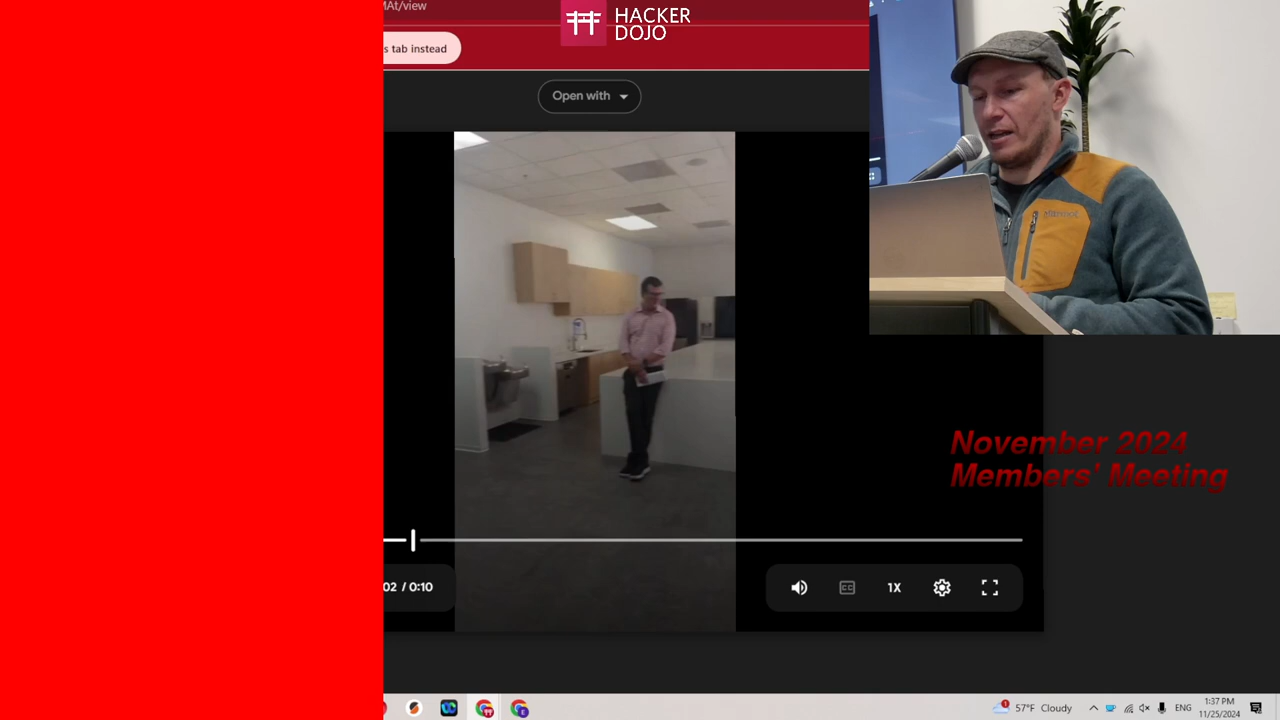 MAt/view
HACKER
DOJO
s tab instead
Open with
November 2024
Members' Meeting
02 / 0:10
CC
1X
57°F Cloudy
ENG
1:37 PM
11/25/2024